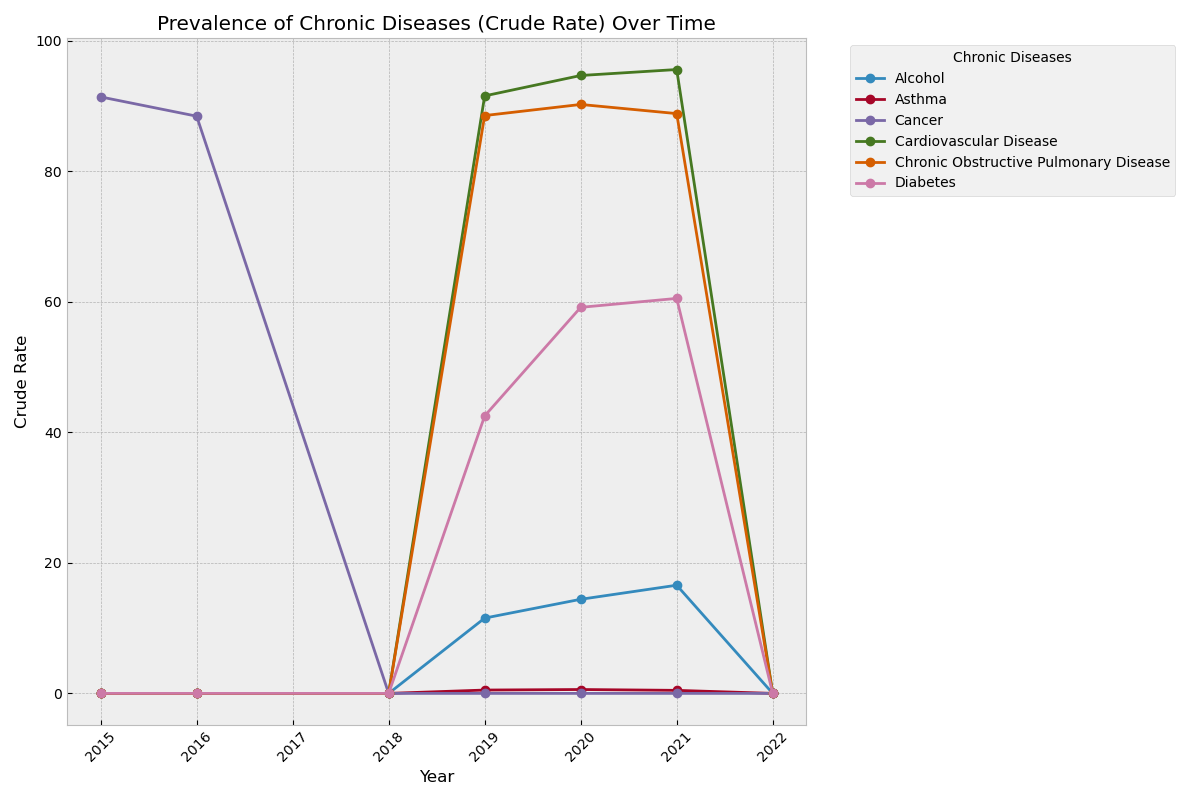 Prevalence of Chronic Diseases (Crude Rate) Over Time
100
80
60
40
20
0
Crude Rate
2015
2016
2017
2018
2019
2020
2021
2022
Year
Chronic Diseases
Alcohol
Asthma
Cancer
Cardiovascular Disease
Chronic Obstructive Pulmonary Disease
Diabetes